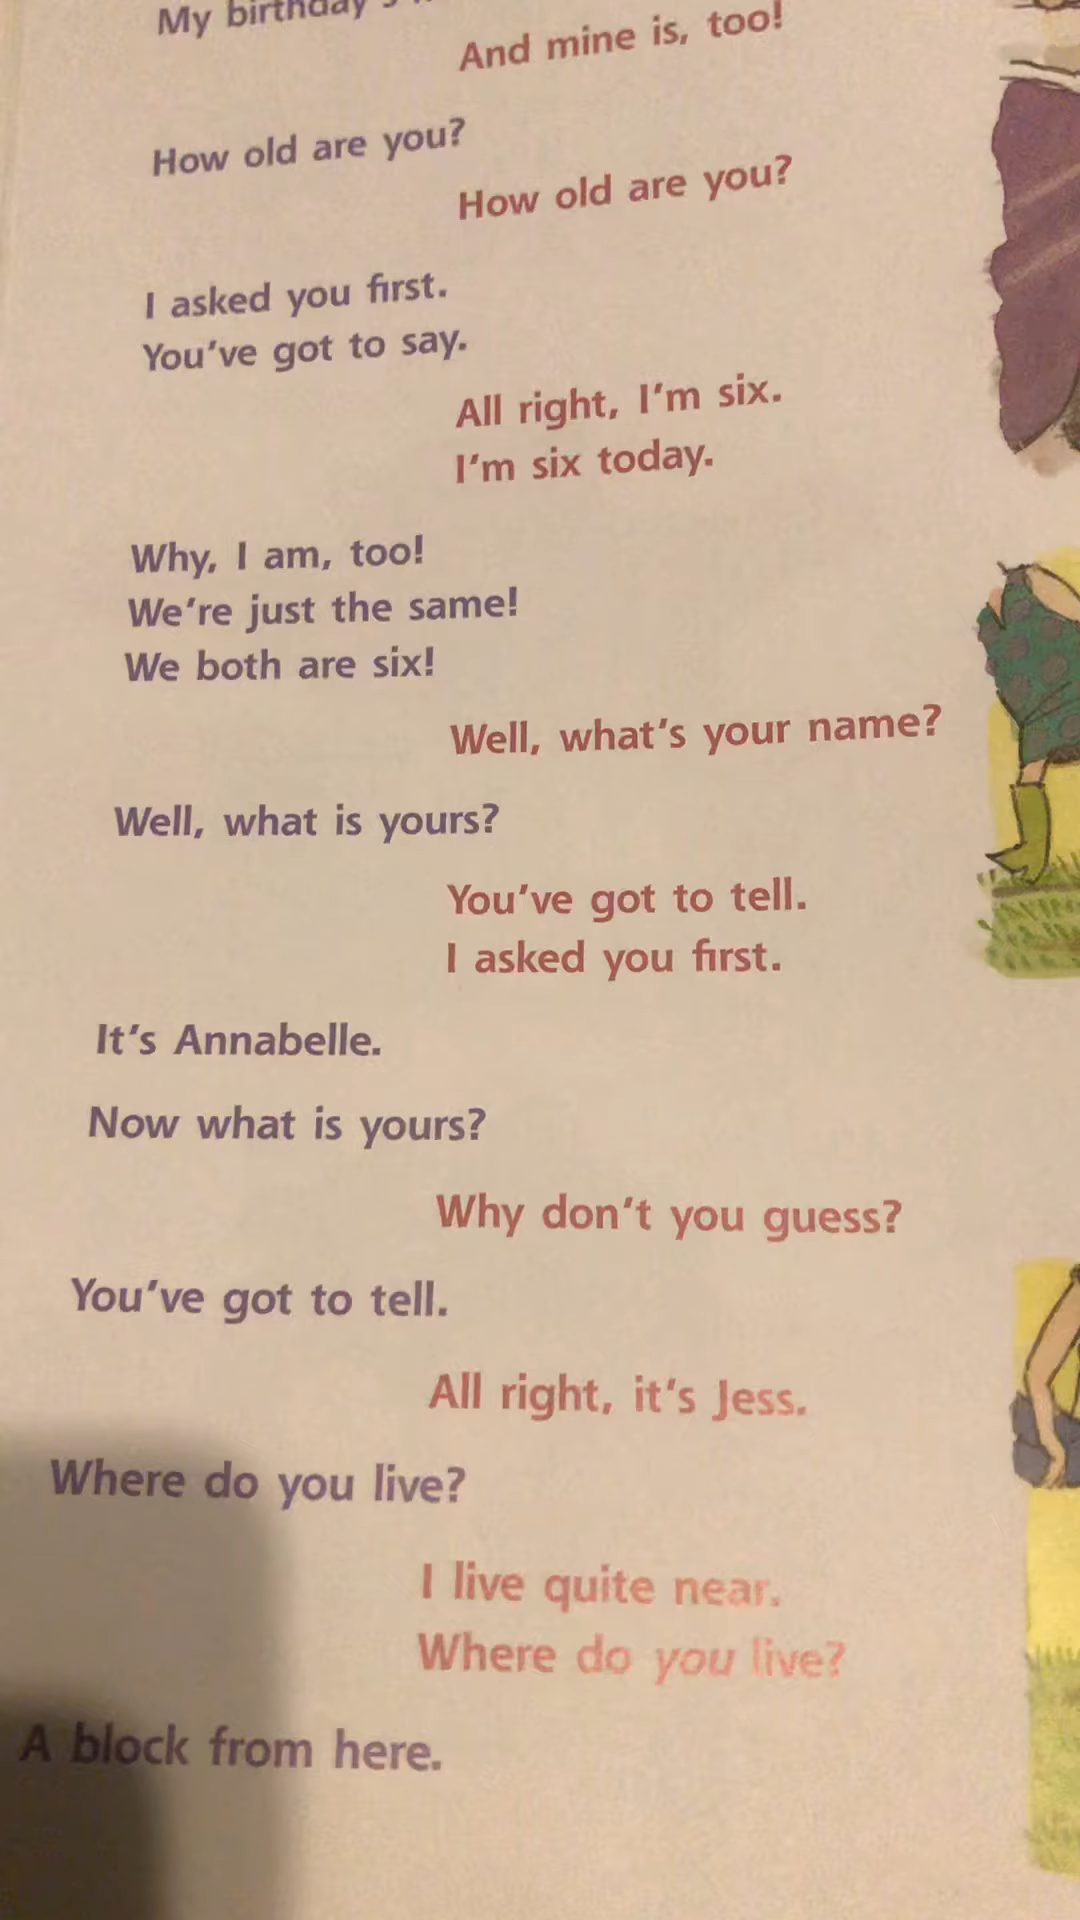 My birthday's
And mine is, too!
How old are you?
How old are you?
I asked you first.
You've got to say.
All right, I'm six.
I'm six today.
Why, I am, too!
We're just the same!
We both are six!
Well, what's your name?
Well, what is yours?
You've got to tell.
I asked you first.
It's Annabelle.
Now what is yours?
Why don't you guess?
You've got to tell.
All right, it's Jess.
Where do you live?
I live quite near.
Where do you live?
A block from here.